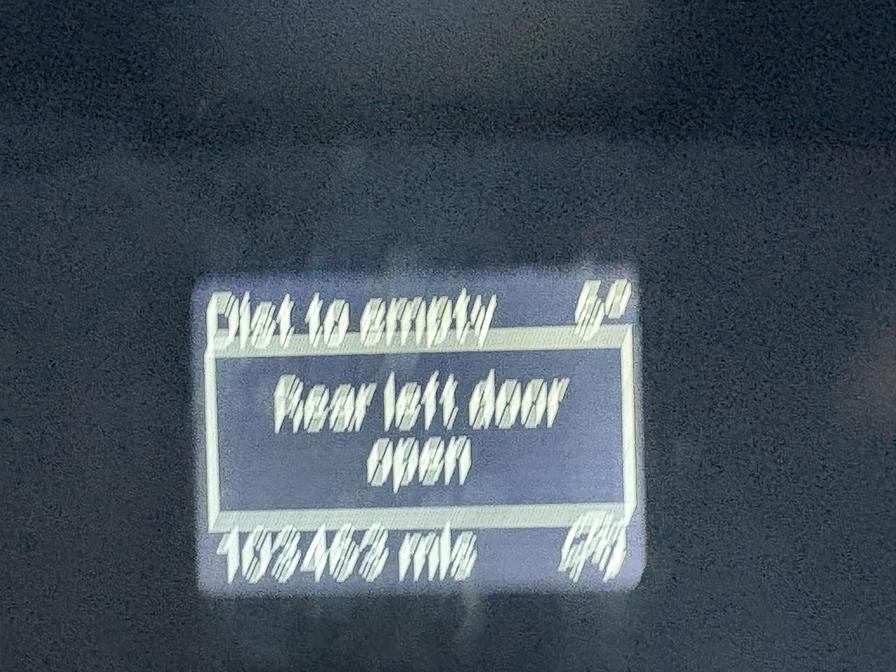 Dist to empty
Rear left door
open
mls